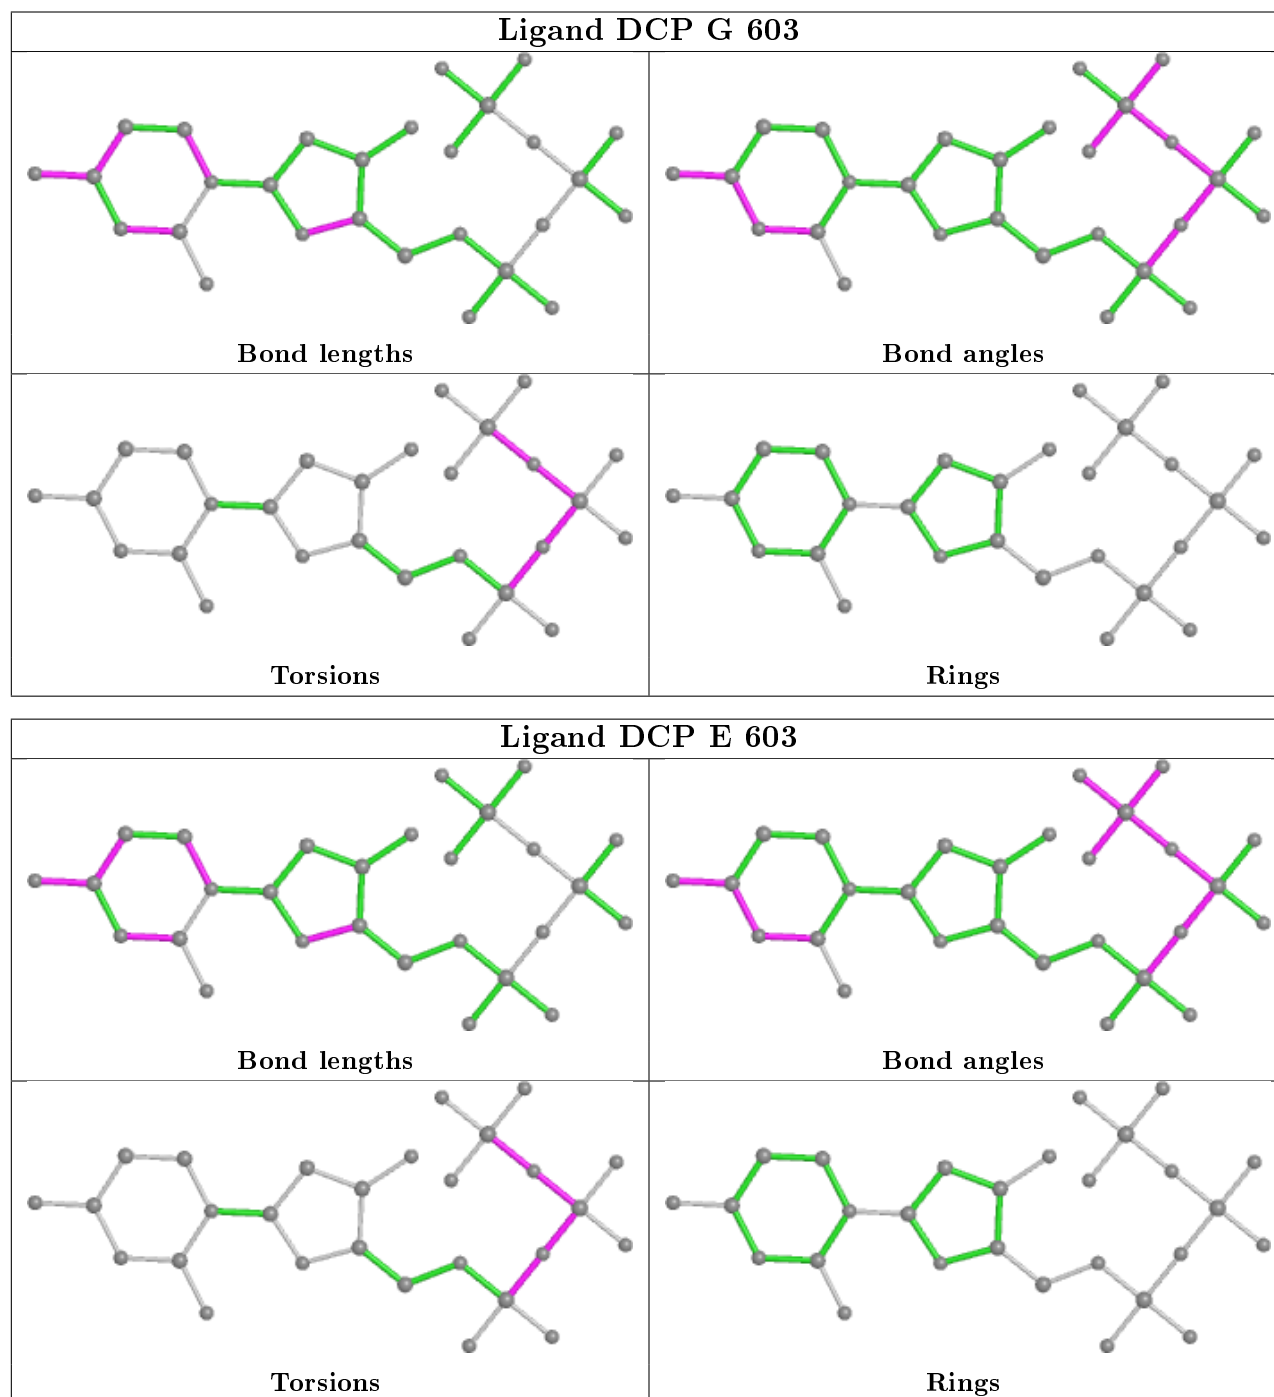 Ligand DCP G 603
Bond lengths
Bond angles
Torsions
Rings
Ligand DCP E 603
Bond lengths
Bond angles
Torsions
Rings